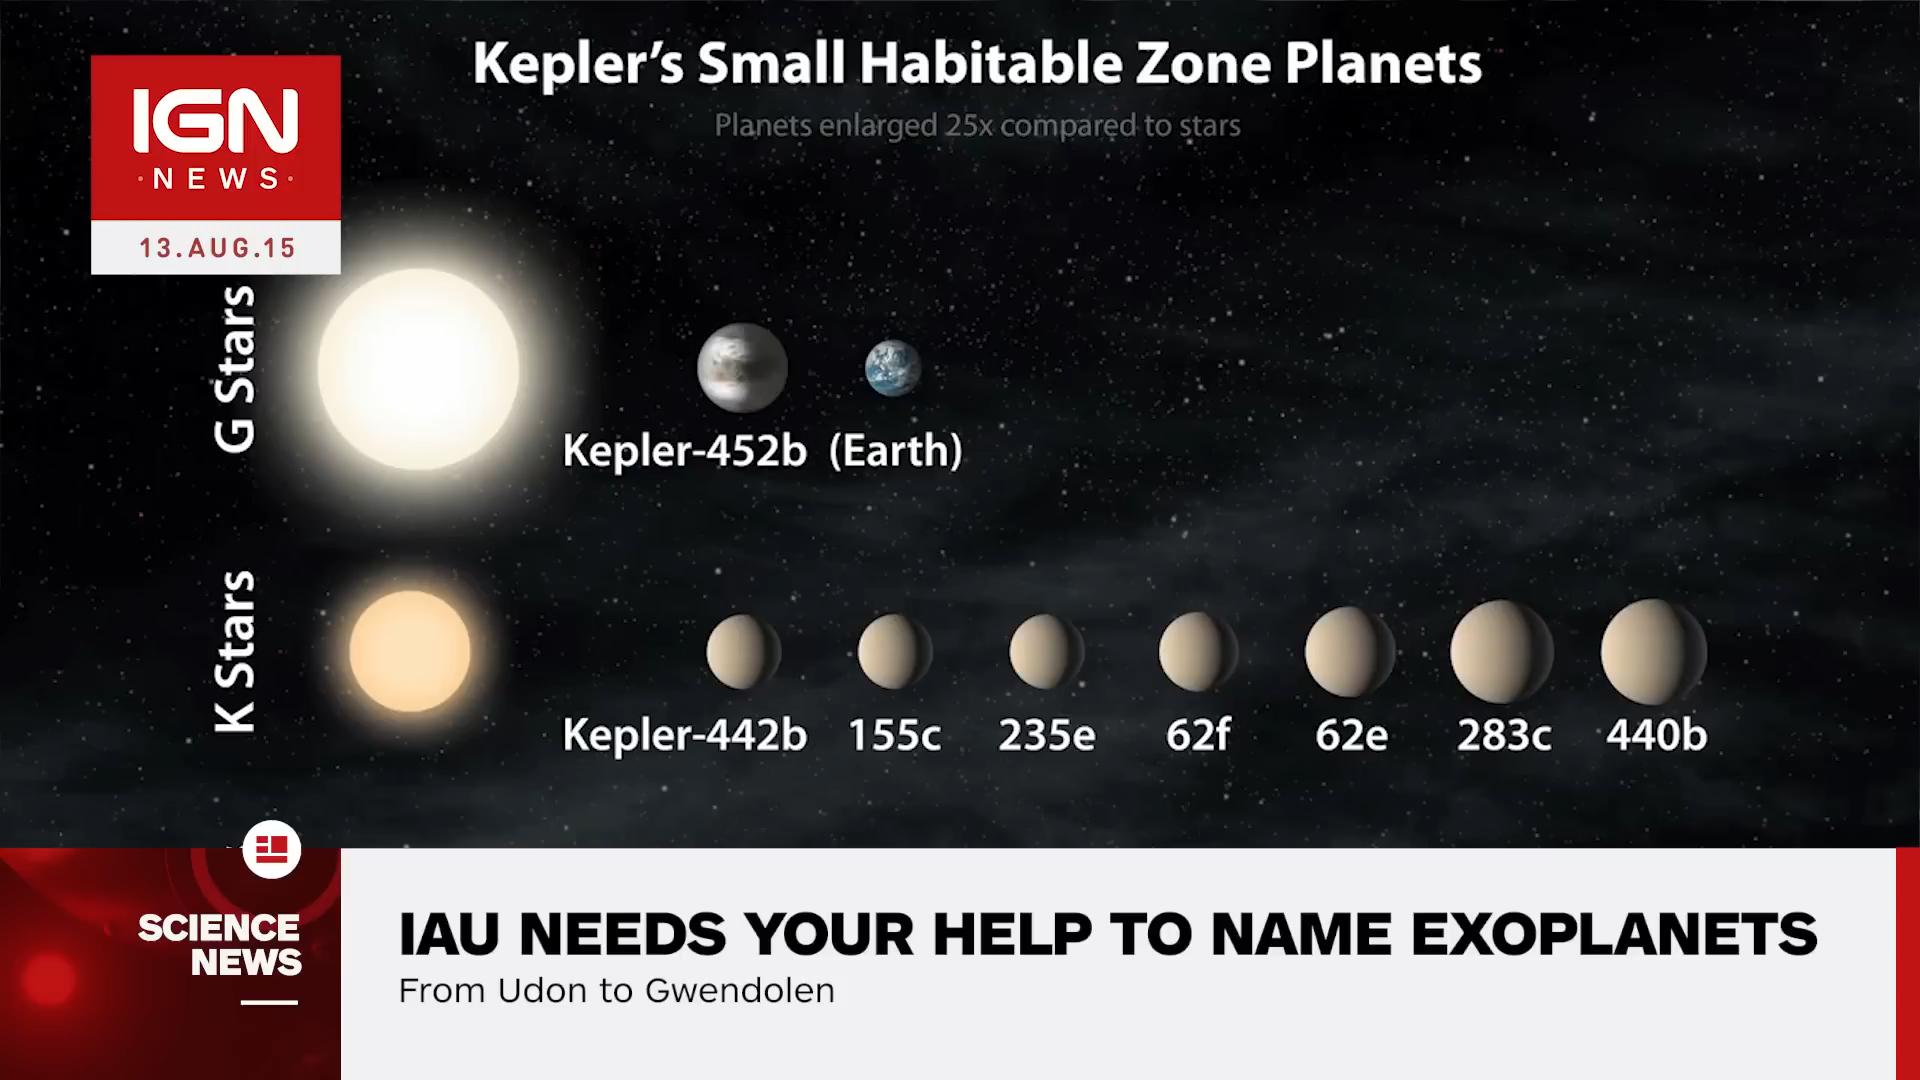 Kepler's Small Habitable Zone Planets
Planets enlarged 25x compared to stars
IGN
·NEWS·
13.AUG.15
G Stars
Kepler-452b (Earth)
K Stars
Kepler-442b 155c 235e 62f 62e 283c 440b
SCIENCE
NEWS
IAU NEEDS YOUR HELP TO NAME EXOPLANETS
From Udon to Gwendolen